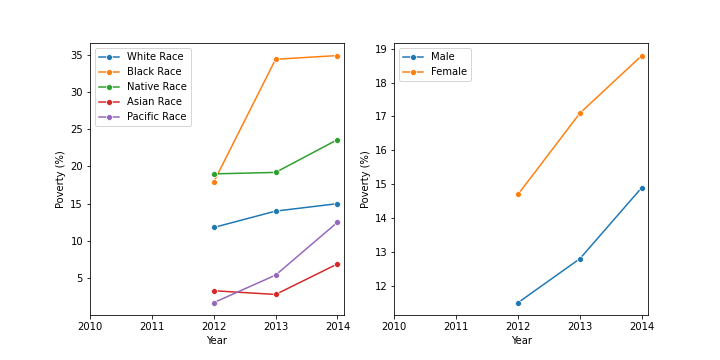 White Race
Black Race
Native Race
Asian Race
Pacific Race
35
30
25
20
15
10
5
Poverty (%)
2010 2011 2012 2013 2014
Year
Male
Female
19
18
17
16
15
14
13
12
Poverty (%)
2010 2011 2012 2013 2014
Year